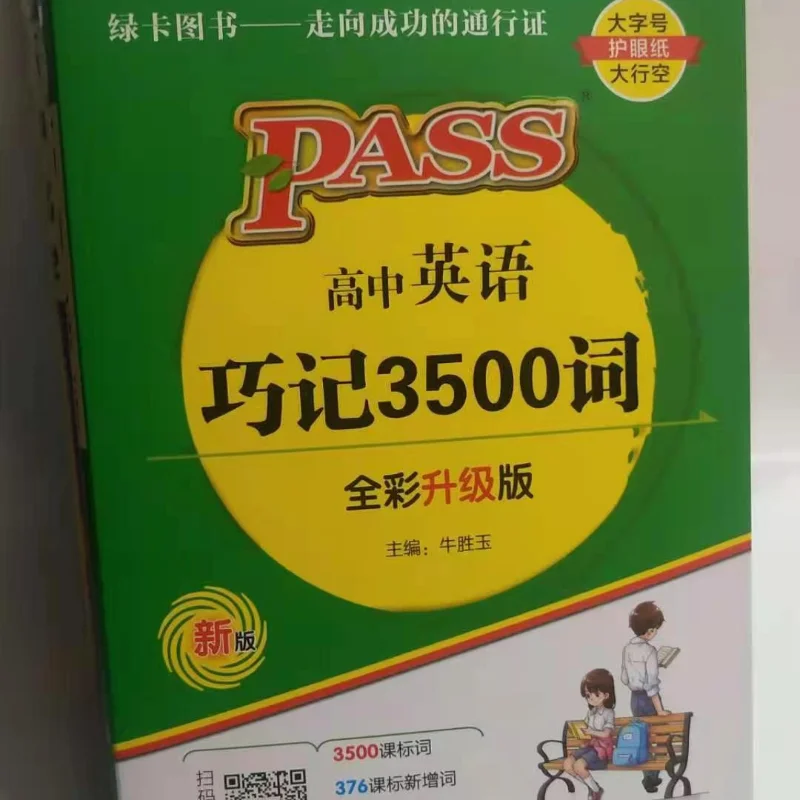 绿卡图书——走向成功的通行证
大字号
护眼纸
大行空
PASS®
高中英语
巧记3500词
全彩升级版
主编：牛胜玉
新版
3500课标词
376课标新增词
扫码